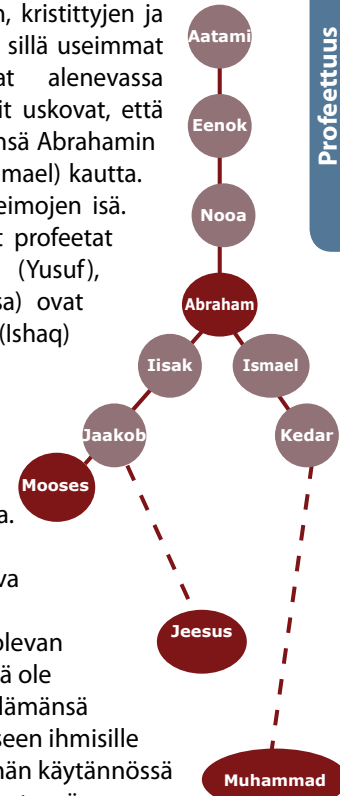 n, kristittyjen ja
sillä useimmat
at alenevassa
it uskovat, että
nsä Abrahamin
mael) kautta.
eimojen isä.
t profeetat
(Yusuf),
sa) ovat
(Ishaq)
a.
va
olevan
ä ole
lämänsä
seen ihmisille
hän käytännössä
Profeettuus
Aatami
Eenok
Nooa
Abraham
Iisak
Ismael
Jaakob
Kedar
Mooses
Jeesus
Muhammad